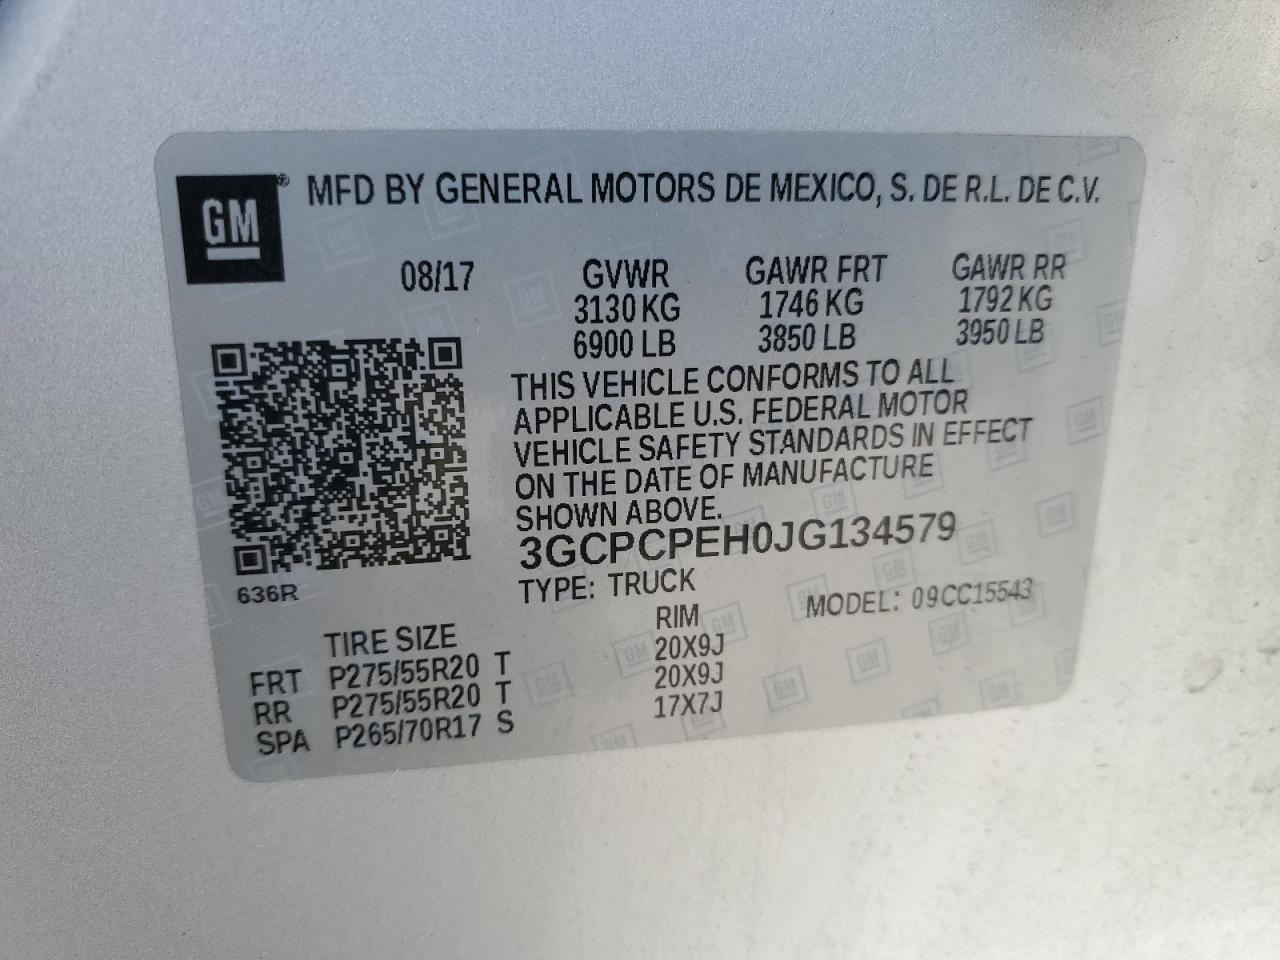 GM® MFD BY GENERAL MOTORS DE MEXICO, S. DE R.L. DE C.V.
08/17 GVWR GAWR FRT GAWR RR
3130 KG 1746 KG 1792 KG
6900 LB 3850 LB 3950 LB
THIS VEHICLE CONFORMS TO ALL
APPLICABLE U.S. FEDERAL MOTOR
VEHICLE SAFETY STANDARDS IN EFFECT
ON THE DATE OF MANUFACTURE
SHOWN ABOVE.
3GCPCPEH0JG134579
636R
TYPE: TRUCK MODEL: 09CC15543
TIRE SIZE RIM
FRT P275/55R20 T 20X9J
RR P275/55R20 T 20X9J
SPA P265/70R17 S 17X7J